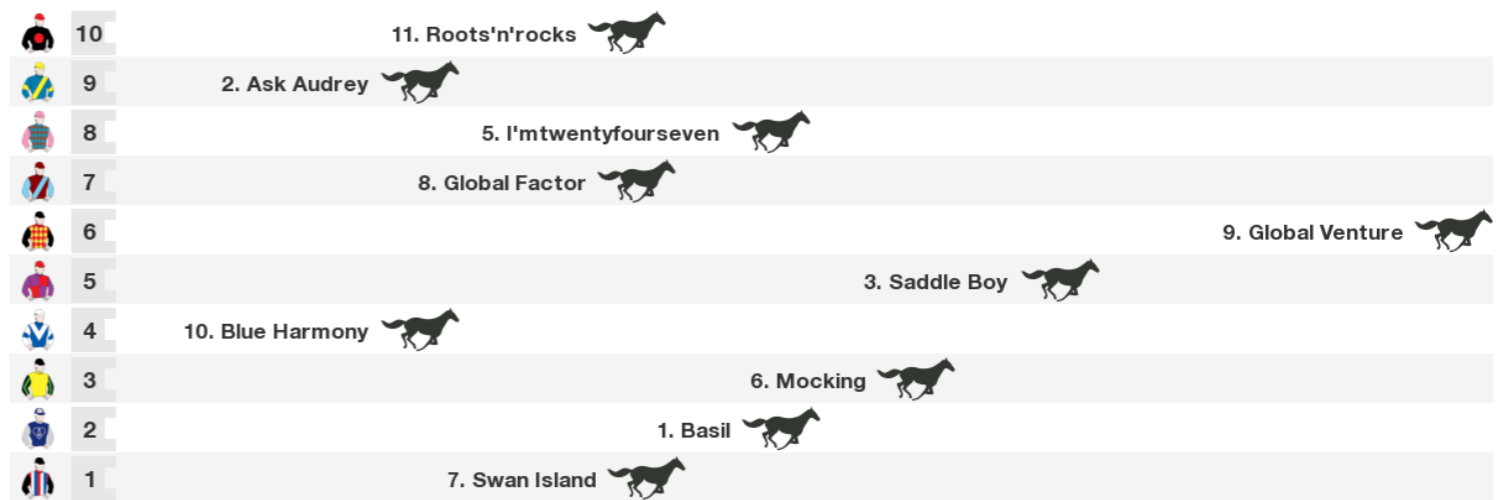 10 11. Roots'n'rocks
9 2. Ask Audrey
8 5. I'mtwentyfourseven
7 8. Global Factor
6 9. Global Venture
5 3. Saddle Boy
4 10. Blue Harmony
3 6. Mocking
2 1. Basil
1 7. Swan Island